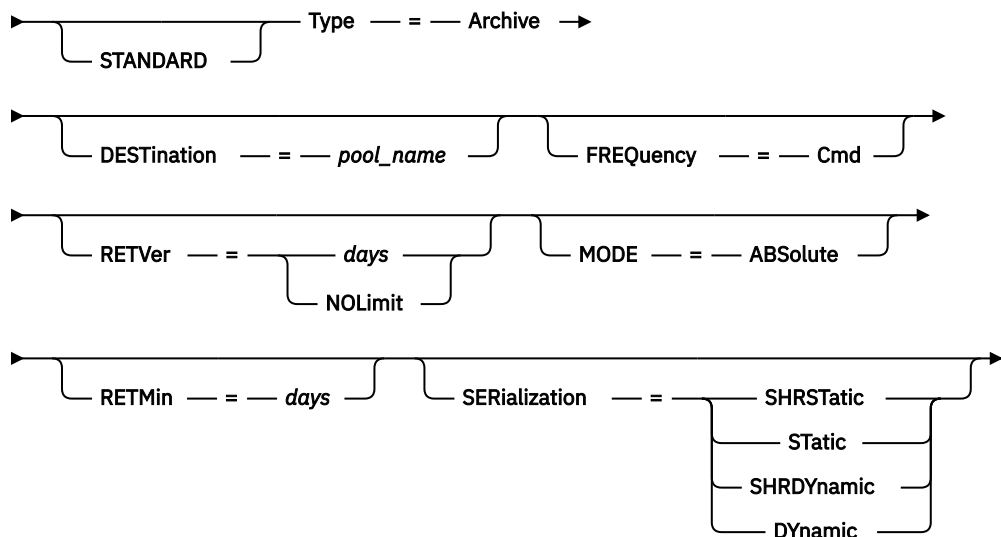 Type = Archive
STANDARD
DESTination = pool_name FREQuency = Cmd
RETVer = days MODE = ABSolute
NOLimit
RETMin = days SERialization = SHRSTatic
STatic
SHRDYnamic
DYnamic